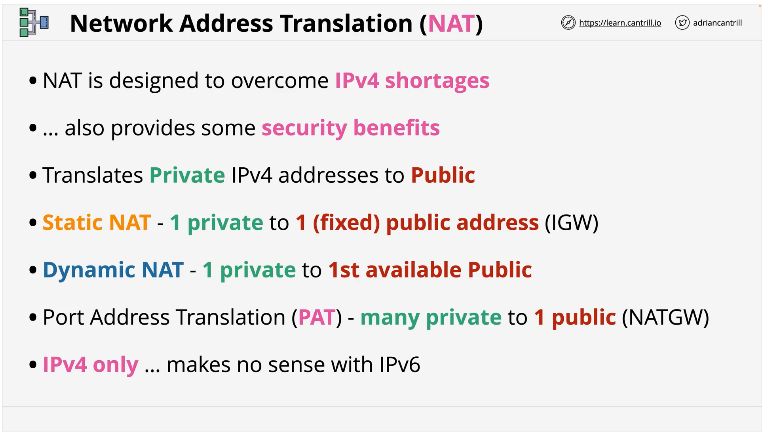 Network Address Translation (NAT)
https://learn.cantrill.io
adriancantrill
• NAT is designed to overcome IPv4 shortages
• ... also provides some security benefits
• Translates Private IPv4 addresses to Public
• Static NAT - 1 private to 1 (fixed) public address (IGW)
• Dynamic NAT - 1 private to 1st available Public
• Port Address Translation (PAT) - many private to 1 public (NATGW)
• IPv4 only ... makes no sense with IPv6